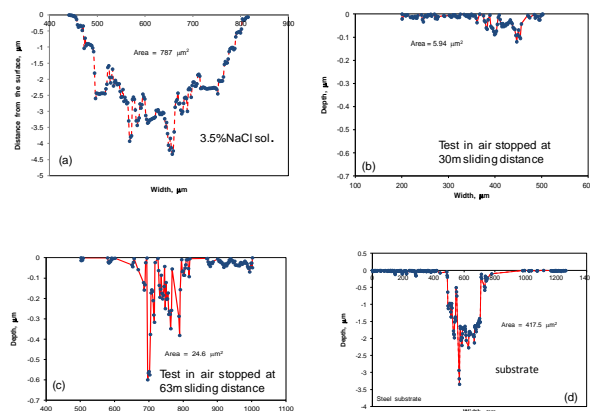 400 500 600 700 800 900
0
-0.5
-1
-1.5
-2
-2.5
-3
-3.5
-4
-4.5
-5
Distance from the surface, µm
Area = 787 µm²
3.5%NaCl sol.
(a)
Width, µm
0 100 200 300 400 500 600
0
-0.1
-0.2
-0.3
-0.4
-0.5
-0.6
-0.7
Depth, µm
Area = 5.94 µm²
Test in air stopped at
30m sliding distance
(b)
Width, µm
0
-0.1
-0.2
-0.3
-0.4
-0.5
-0.6
-0.7
Depth, µm
Area = 24.6 µm²
Test in air stopped at
63m sliding distance
(c)
400 500 600 700 800 900 1000 1100
0.5
0
-0.5
-1
-1.5
-2
-2.5
-3
-3.5
-4
Depth, µm
0 200 400 600 800 1000 1200 140
Area = 417.5 µm²
substrate
Steel substrate
(d)